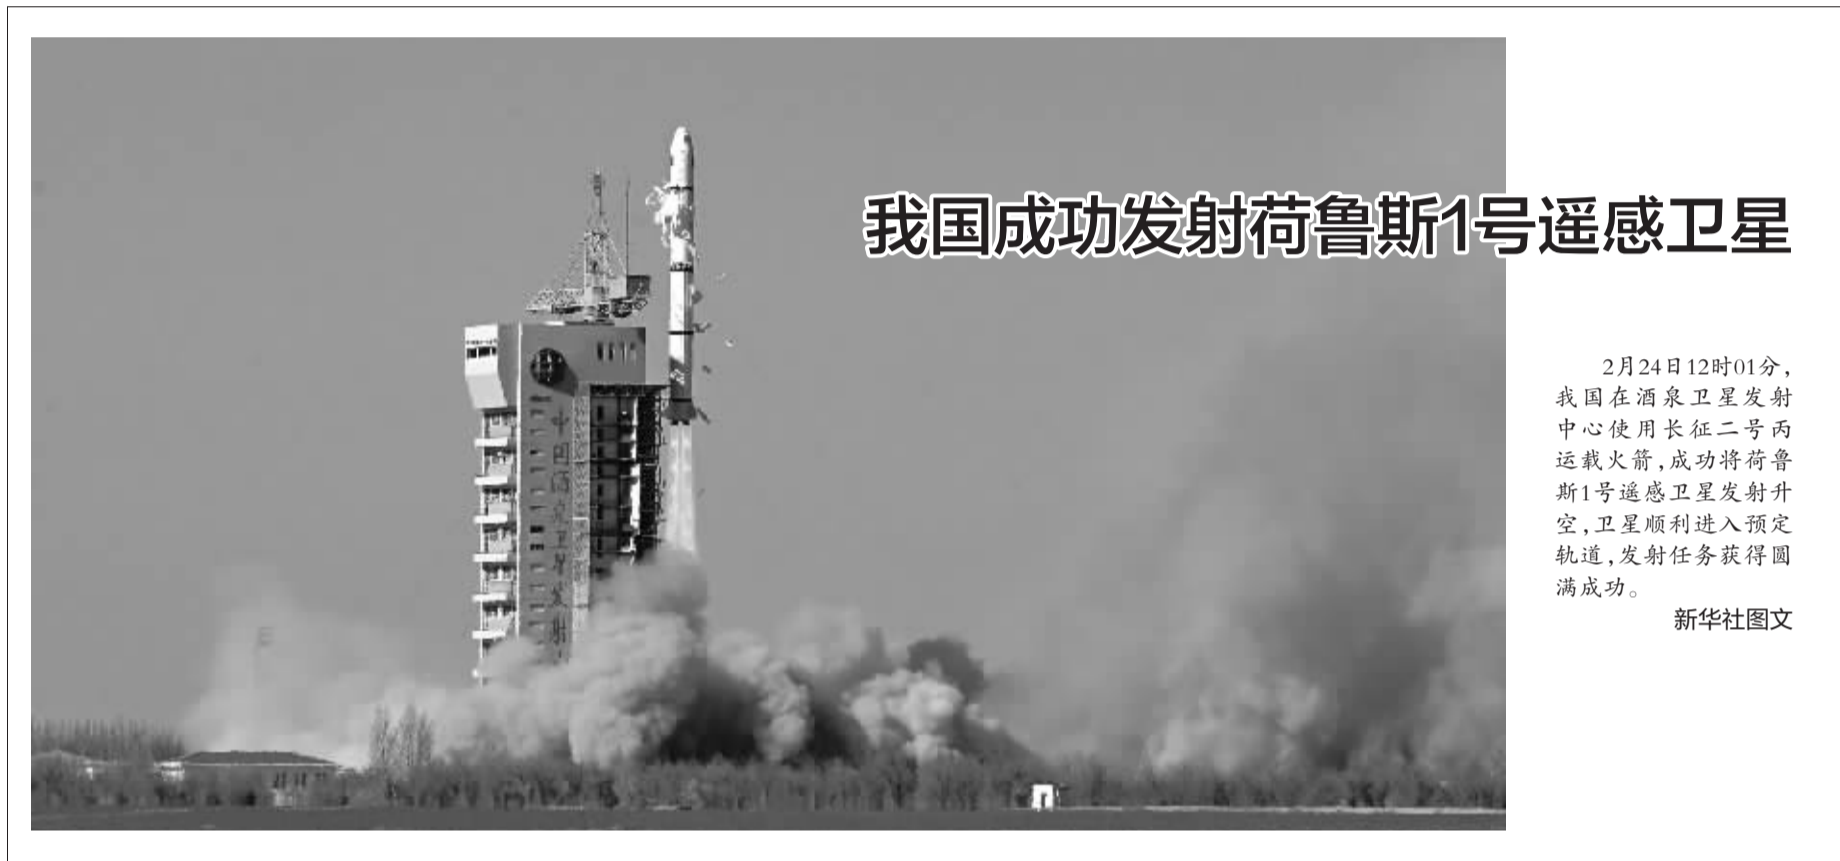 我国成功发射荷鲁斯1号遥感卫星
2月24日12时01分，
我国在酒泉卫星发射
中心使用长征二号丙
运载火箭，成功将荷鲁
斯1号遥感卫星发射升
空，卫星顺利进入预定
轨道，发射任务获得圆
满成功。
新华社图文